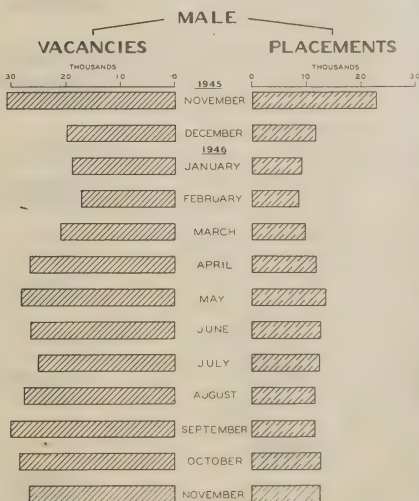 MALE
VACANCIES PLACEMENTS
THOUSANDS THOUSANDS
30 20 10 0 0 10 20 30
1945
NOVEMBER
DECEMBER
1946
JANUARY
FEBRUARY
MARCH
APRIL
MAY
JUNE
JULY
AUGUST
SEPTEMBER
OCTOBER
NOVEMBER